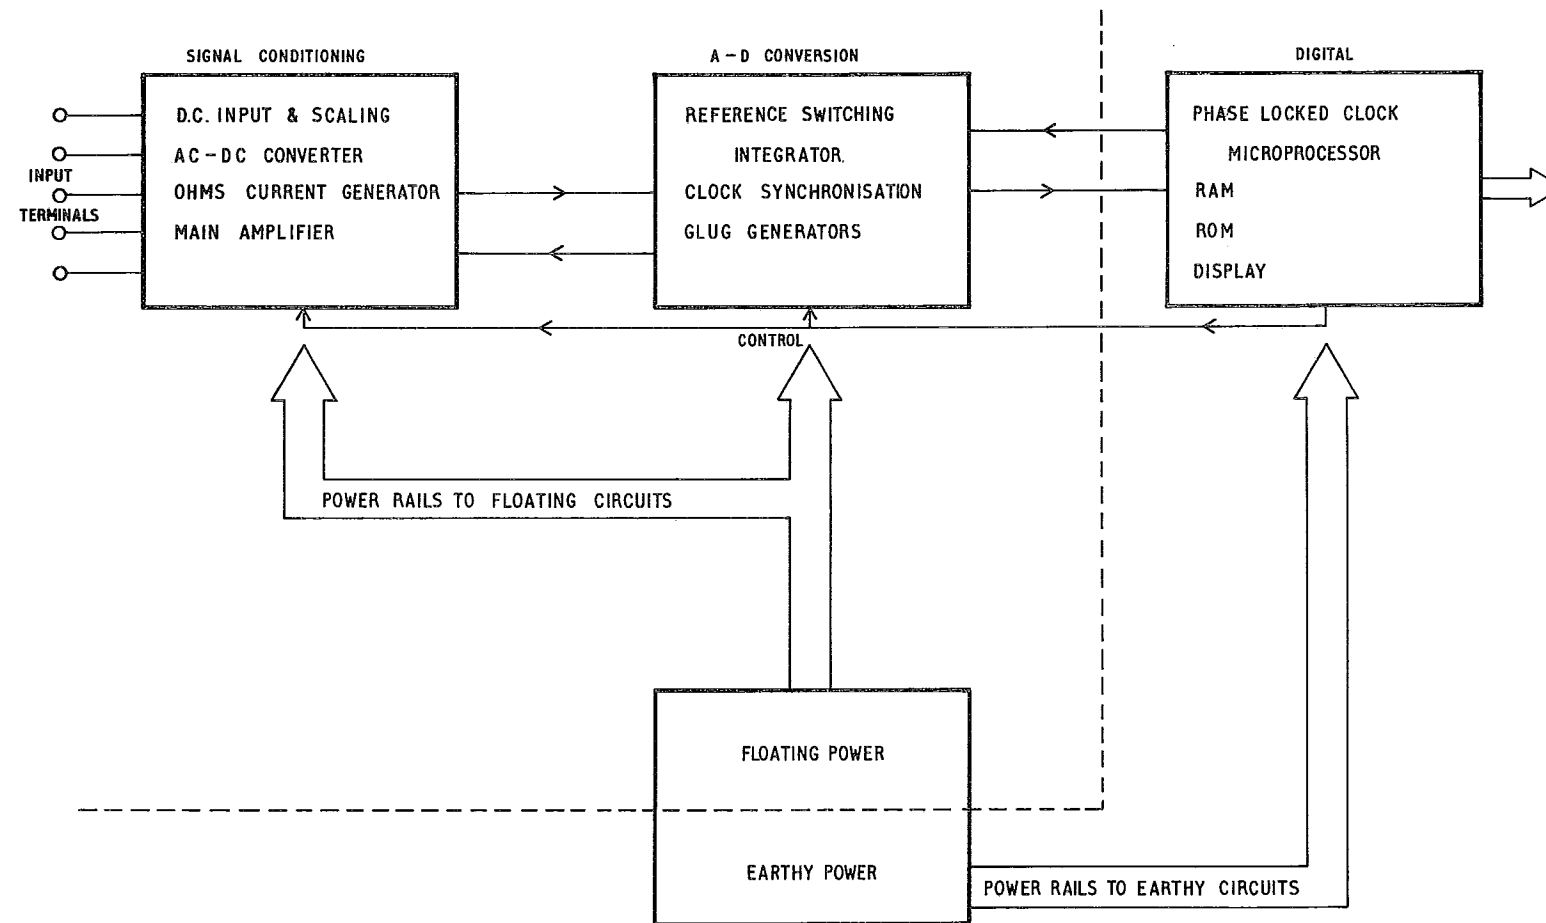 SIGNAL CONDITIONING
D.C. INPUT & SCALING
AC-DC CONVERTER
OHMS CURRENT GENERATOR
MAIN AMPLIFIER
INPUT
TERMINALS
A-D CONVERSION
REFERENCE SWITCHING
INTEGRATOR.
CLOCK SYNCHRONISATION
GLUG GENERATORS
DIGITAL
PHASE LOCKED CLOCK
MICROPROCESSOR
RAM
ROM
DISPLAY
CONTROL
POWER RAILS TO FLOATING CIRCUITS
FLOATING POWER
EARTHY POWER
POWER RAILS TO EARTHY CIRCUITS